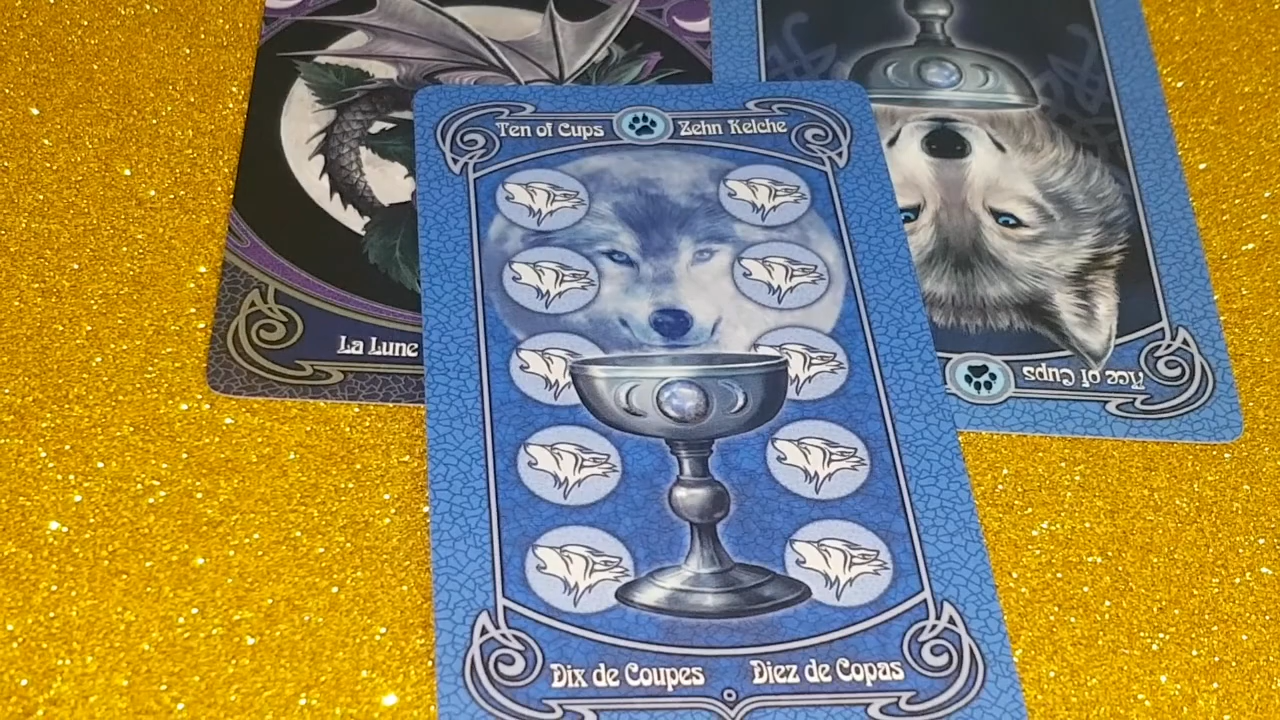 Ten of Cups Zehn Kelche
La Lune
Ace of Cups
Dix de Coupes Diez de Copas